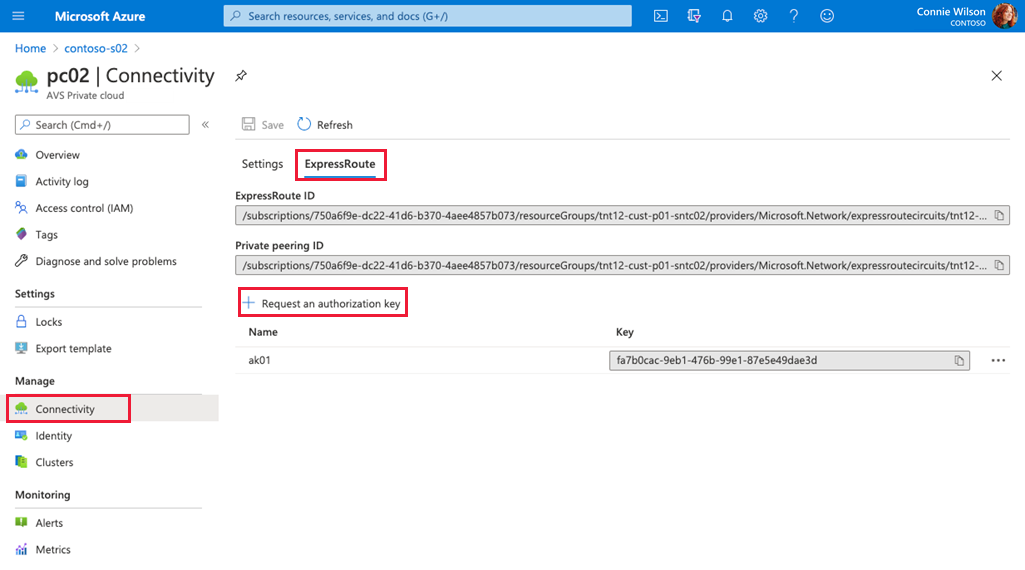 Microsoft Azure
Search resources, services, and docs (G+/)
Connie Wilson
CONTOSO
Home > contoso-s02 >
pc02 | Connectivity
AVS Private cloud
Search (Cmd+/)
«
Overview
Activity log
Access control (IAM)
Tags
Diagnose and solve problems
Settings
Locks
Export template
Manage
Connectivity
Identity
Clusters
Monitoring
Alerts
Metrics
Save
Refresh
Settings
ExpressRoute
ExpressRoute ID
/subscriptions/750a6f9e-dc22-41d6-b370-4aee4857b073/resourceGroups/tnt12-cust-p01-sntc02/providers/Microsoft.Network/expressroutecircuits/tnt12-...
Private peering ID
/subscriptions/750a6f9e-dc22-41d6-b370-4aee4857b073/resourceGroups/tnt12-cust-p01-sntc02/providers/Microsoft.Network/expressroutecircuits/tnt12-...
+ Request an authorization key
Name Key
ak01 fa7b0cac-9eb1-476b-99e1-87e5e49dae3d